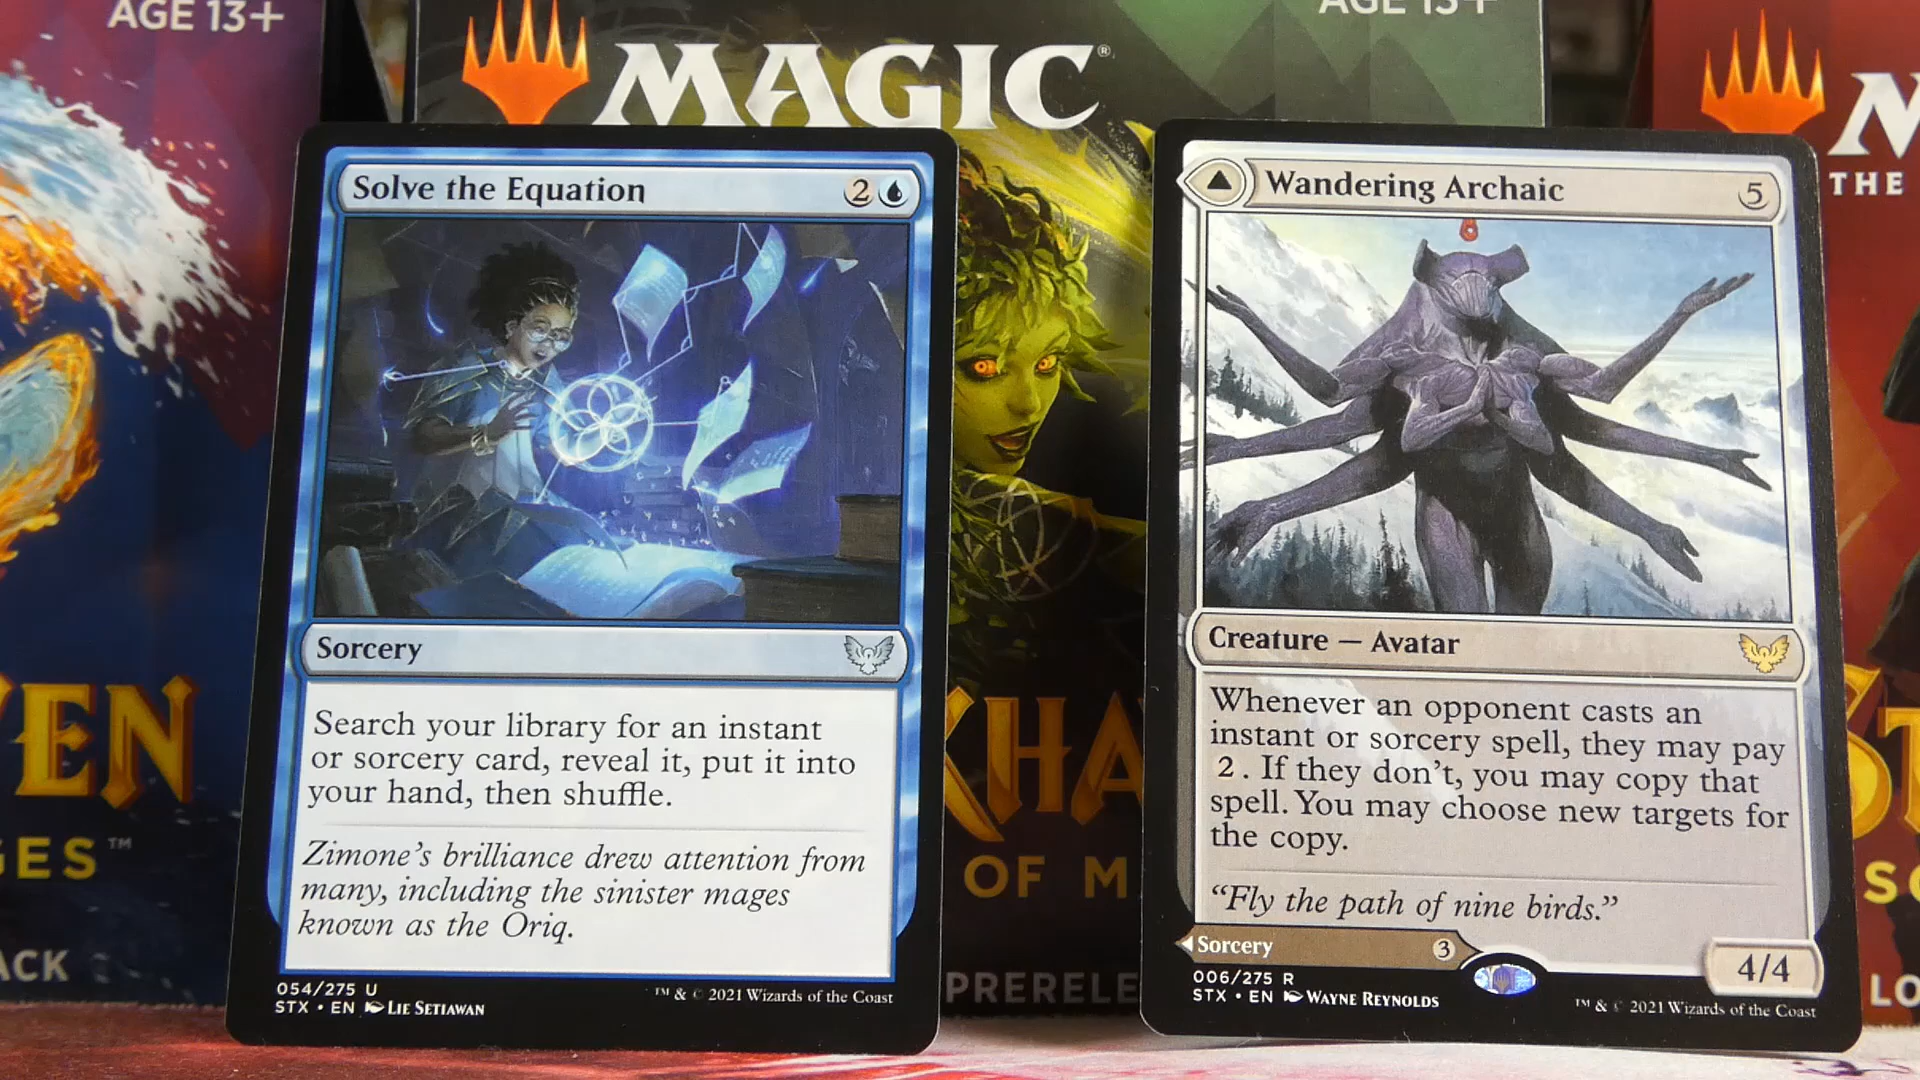 AGE 13+
MAGIC®
THE
Solve the Equation 2
Sorcery
Search your library for an instant
or sorcery card, reveal it, put it into
your hand, then shuffle.
Zimone's brilliance drew attention from
many, including the sinister mages
known as the Oriq.
054/275 U
STX • EN LIE SETIAWAN
™ & © 2021 Wizards of the Coast
Wandering Archaic 5
Creature — Avatar
Whenever an opponent casts an
instant or sorcery spell, they may pay
2. If they don't, you may copy that
spell. You may choose new targets for
the copy.
“Fly the path of nine birds.”
Sorcery 3
4/4
006/275 R
STX • EN WAYNE REYNOLDS
™ & © 2021 Wizards of the Coast
OF M
PRERELE